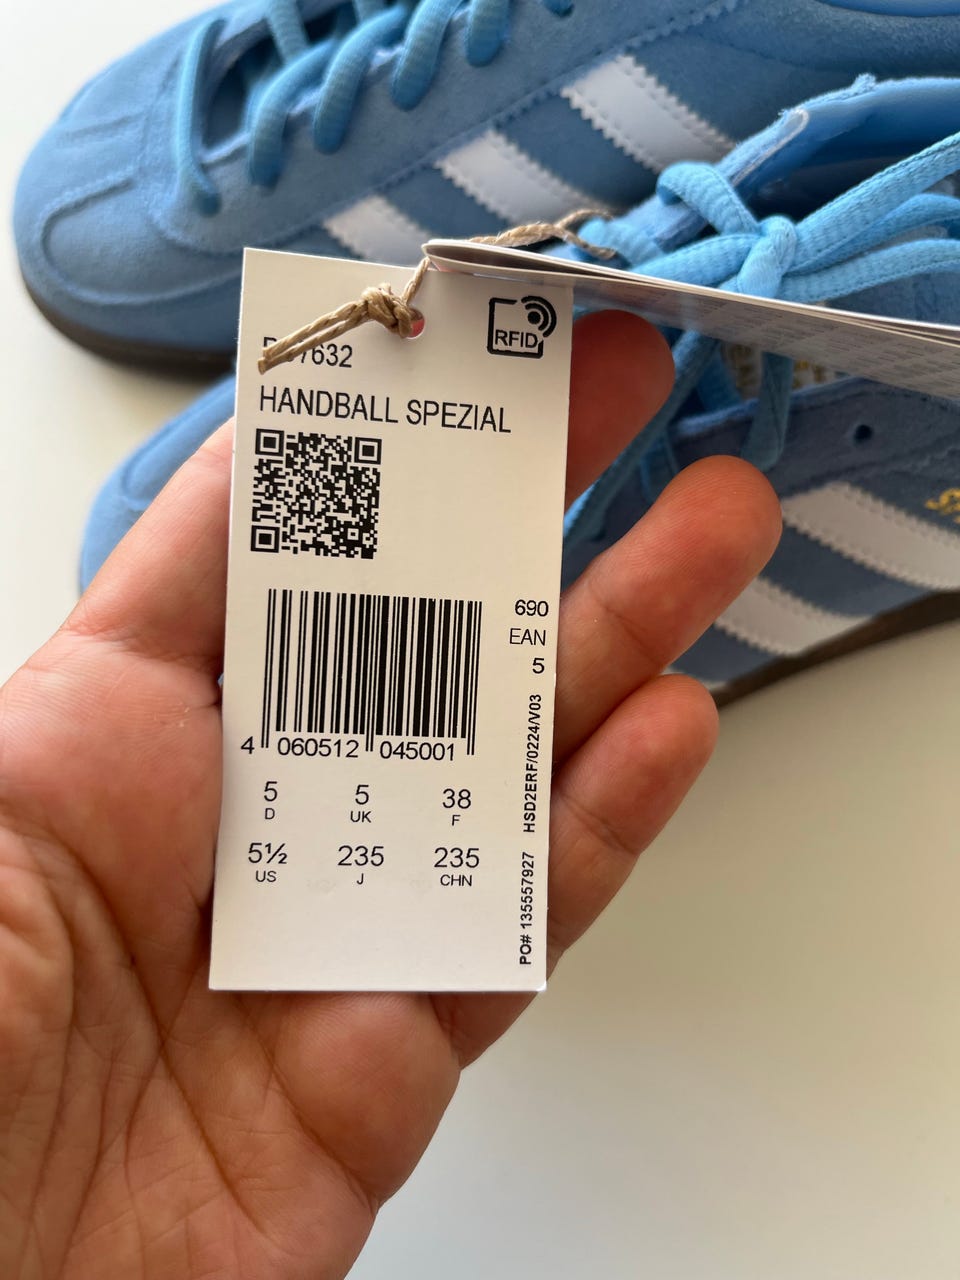 RFID
HANDBALL SPEZIAL
690
EAN
5
4 060512 045001
5 5 38
D UK F
5½ 235 235
US J CHN
HSD2ERF/0224/V03
PO# 135557927